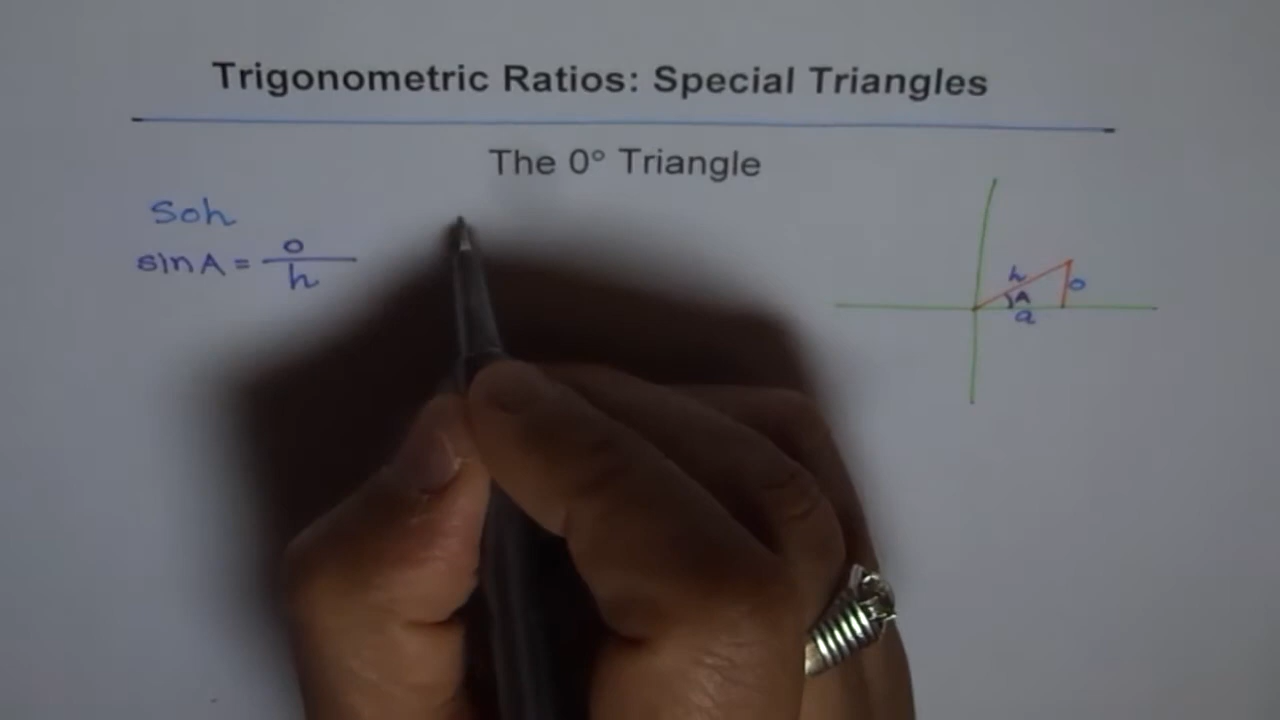 Trigonometric Ratios: Special Triangles
The 0° Triangle
Soh
sin A = o/h
h
o
A
a